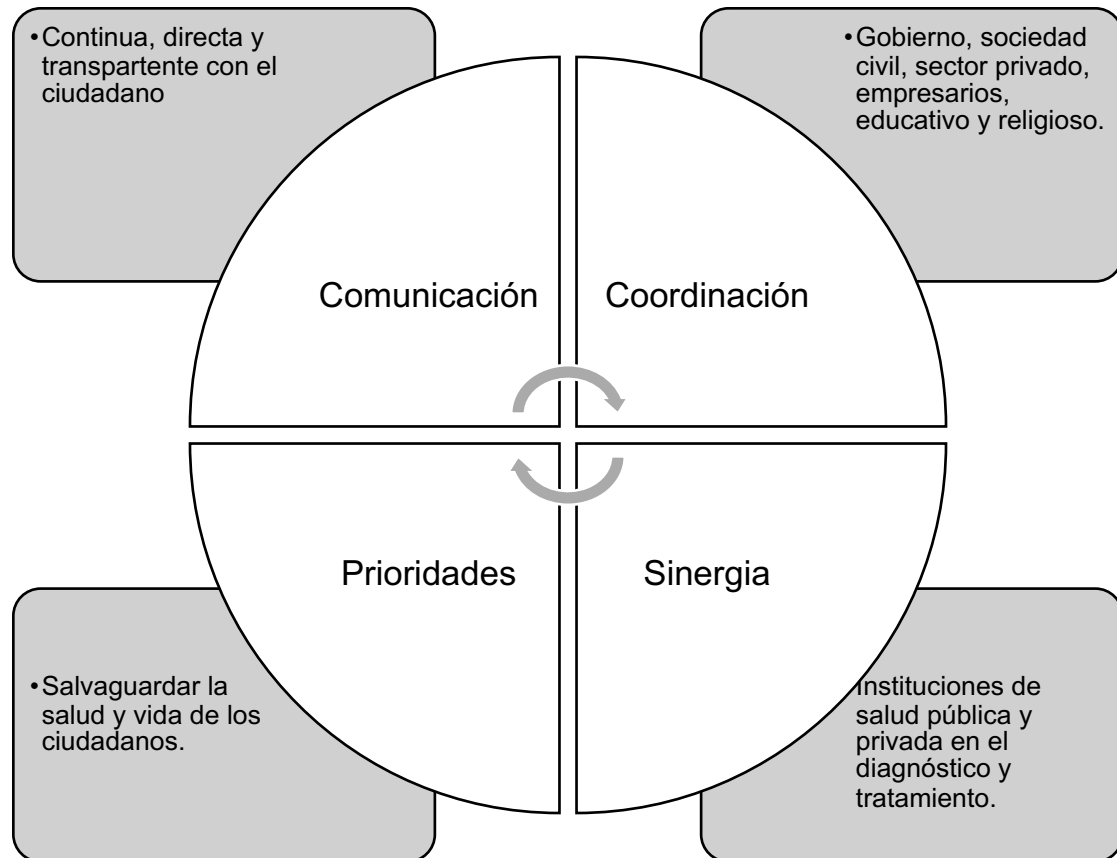 •Continua, directa y
transpartente con el
ciudadano
•Gobierno, sociedad
civil, sector privado,
empresarios,
educativo y religioso.
Comunicación
Coordinación
Prioridades
Sinergia
•Salvaguardar la
salud y vida de los
ciudadanos.
Instituciones de
salud pública y
privada en el
diagnóstico y
tratamiento.